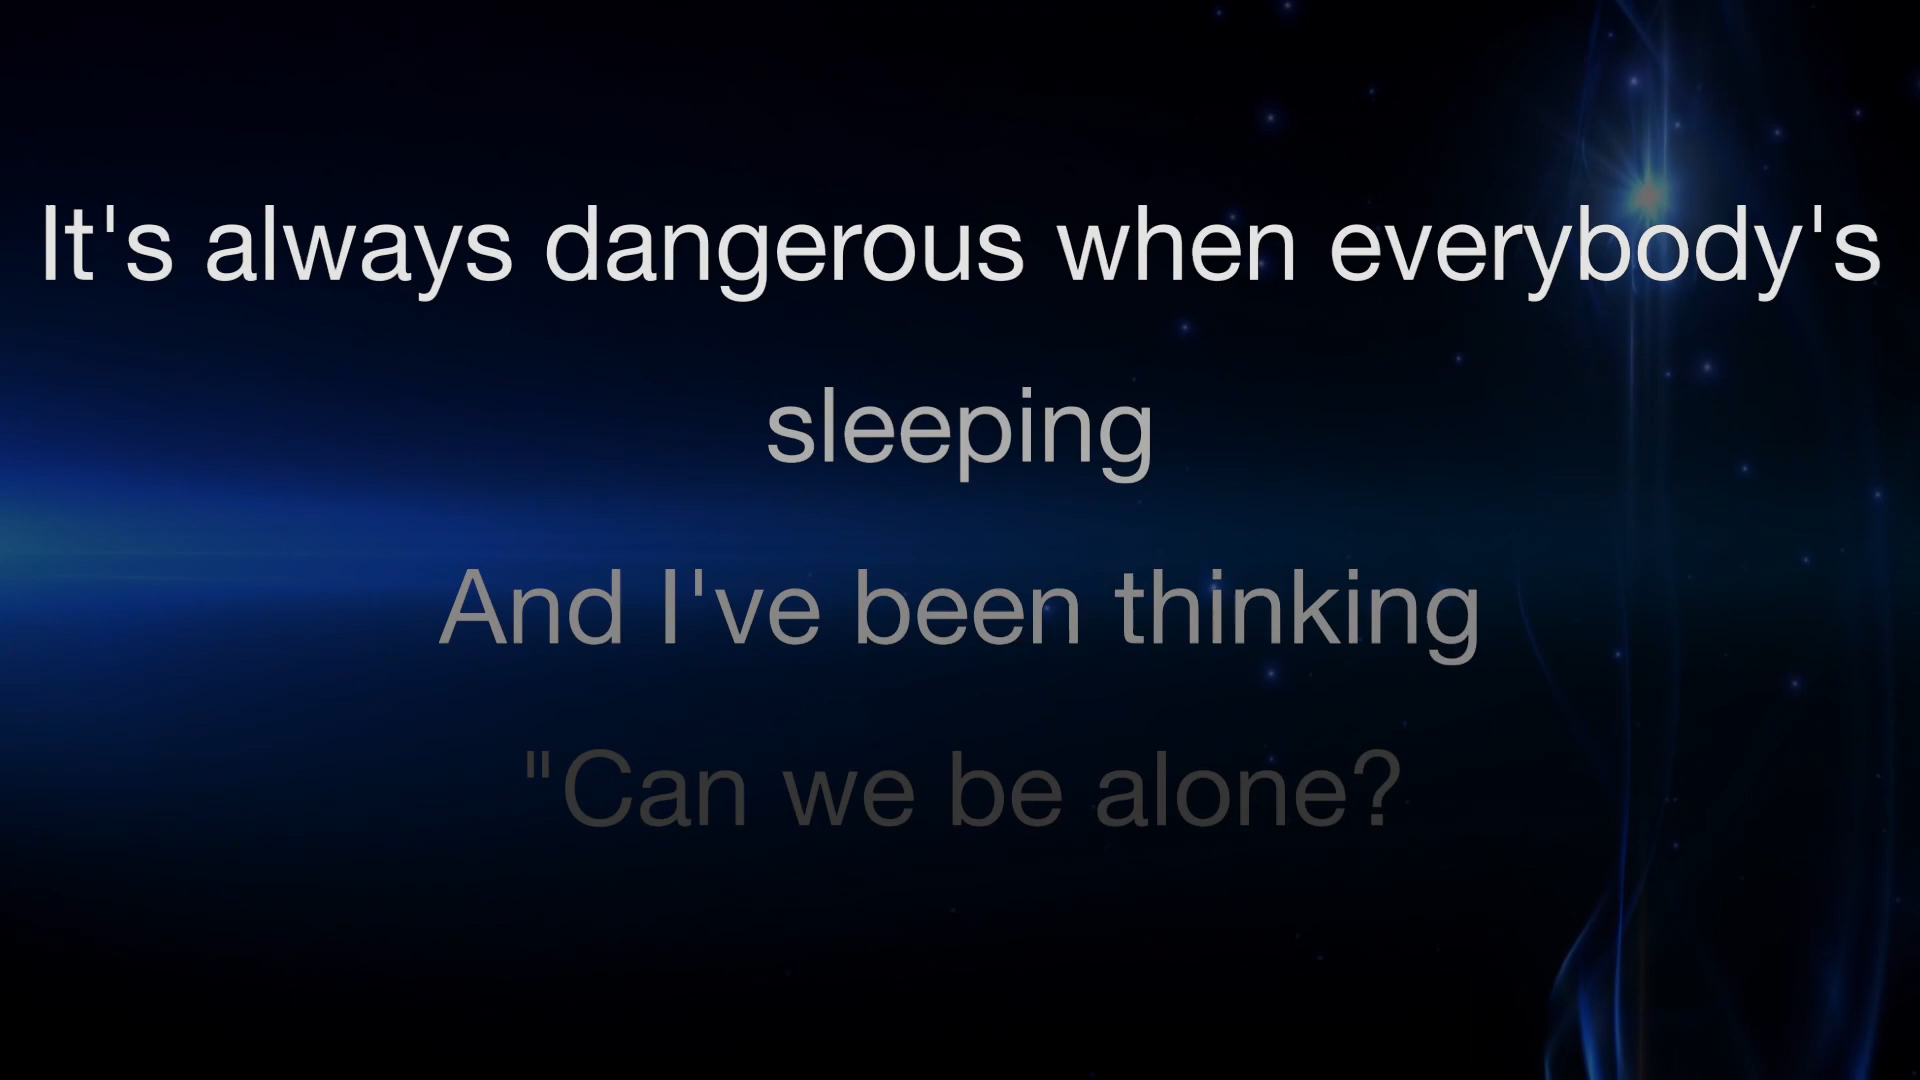 It's always dangerous when everybody's
sleeping
And I've been thinking
"Can we be alone?